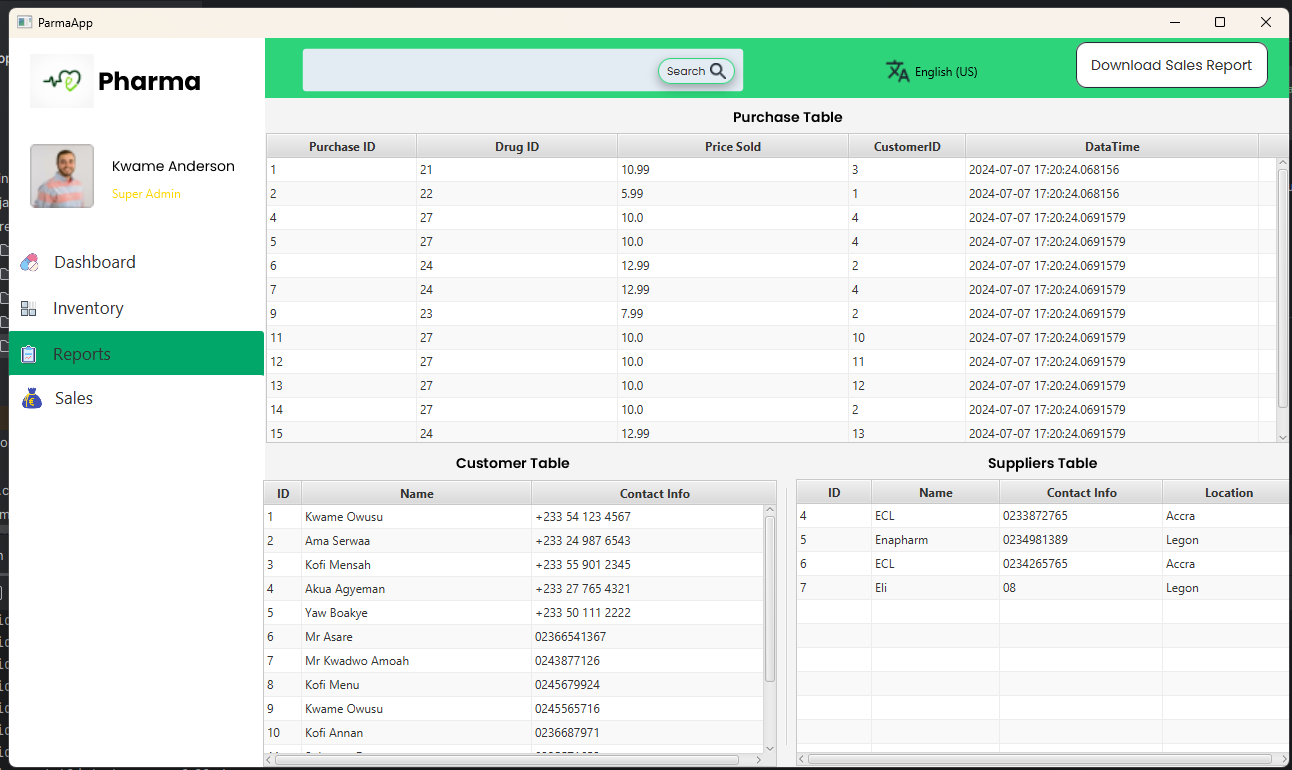 ParmaApp
Pharma
Search
English (US)
Download Sales Report
Kwame Anderson
Super Admin
Dashboard
Inventory
Reports
Sales
Purchase Table
Purchase ID Drug ID Price Sold CustomerID DataTime
1 21 10.99 3 2024-07-07 17:20:24.068156
2 22 5.99 1 2024-07-07 17:20:24.068156
4 27 10.0 4 2024-07-07 17:20:24.0691579
5 27 10.0 4 2024-07-07 17:20:24.0691579
6 24 12.99 2 2024-07-07 17:20:24.0691579
7 24 12.99 4 2024-07-07 17:20:24.0691579
9 23 7.99 2 2024-07-07 17:20:24.0691579
11 27 10.0 10 2024-07-07 17:20:24.0691579
12 27 10.0 11 2024-07-07 17:20:24.0691579
13 27 10.0 12 2024-07-07 17:20:24.0691579
14 27 10.0 2 2024-07-07 17:20:24.0691579
15 24 12.99 13 2024-07-07 17:20:24.0691579
Customer Table
ID Name Contact Info
1 Kwame Owusu +233 54 123 4567
2 Ama Serwaa +233 24 987 6543
3 Kofi Mensah +233 55 901 2345
4 Akua Agyeman +233 27 765 4321
5 Yaw Boakye +233 50 111 2222
6 Mr Asare 02366541367
7 Mr Kwadwo Amoah 0243877126
8 Kofi Menu 0245679924
9 Kwame Owusu 0245565716
10 Kofi Annan 0236687971
Suppliers Table
ID Name Contact Info Location
4 ECL 0233872765 Accra
5 Enapharm 0234981389 Legon
6 ECL 0234265765 Accra
7 Eli 08 Legon